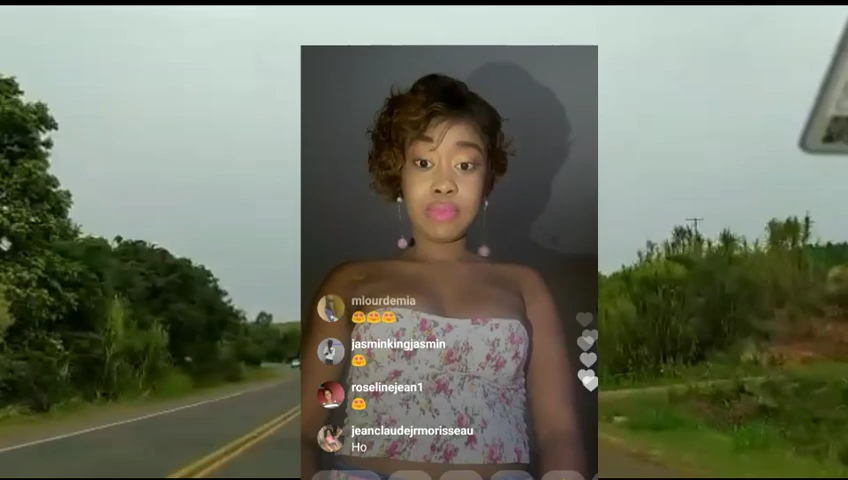 mlourdemia
😍😍😍
jasminkingjasmin
😍
roselinejean1
😍
jeanclaudejrmorisseau
Ho